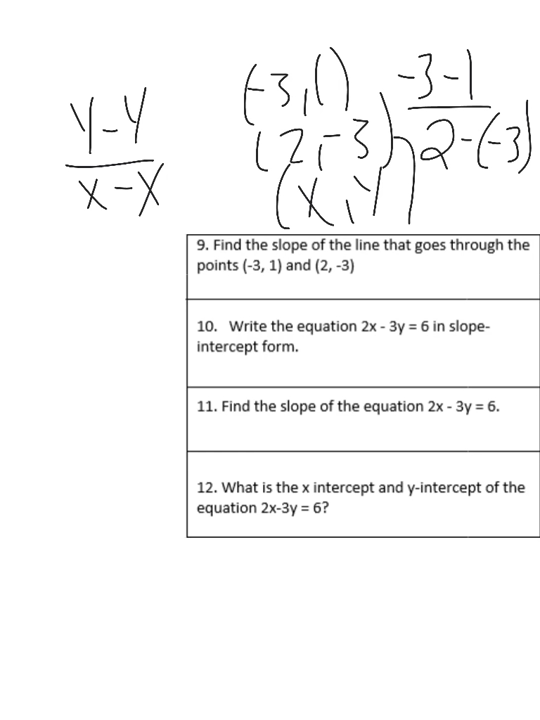 y-y
x-x
(-3,1)
(2,-3)
(x,y)
-3-1
2-(-3)
9. Find the slope of the line that goes through the
points (-3, 1) and (2, -3)
10. Write the equation 2x - 3y = 6 in slope-
intercept form.
11. Find the slope of the equation 2x - 3y = 6.
12. What is the x intercept and y-intercept of the
equation 2x-3y = 6?